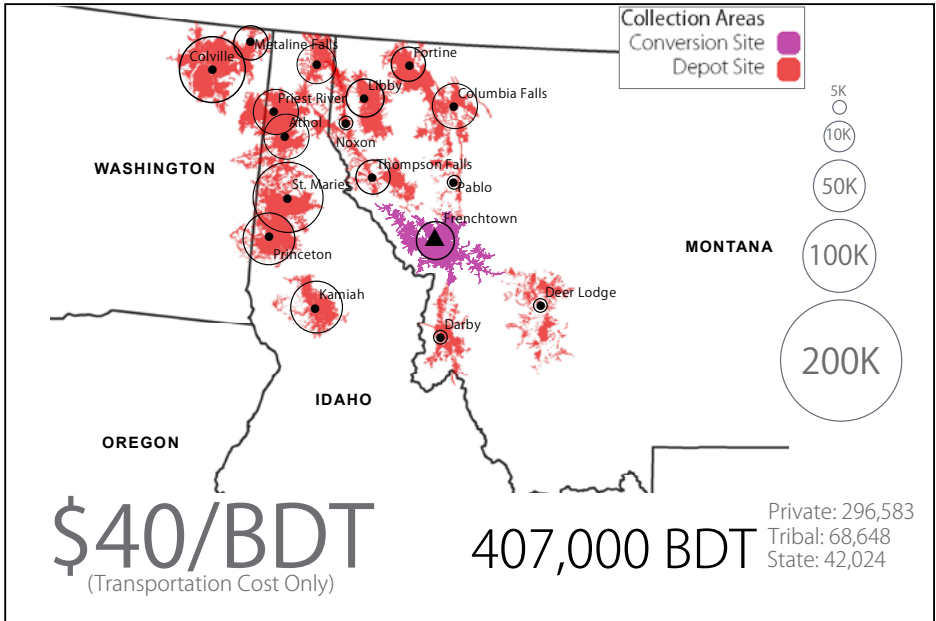 Collection Areas
Conversion Site
Depot Site
Metaline Falls
Colville
Fortine
Libby
Columbia Falls
Priest River
Athol
Noxon
Thompson Falls
Pablo
St. Maries
Frenchtown
Princeton
Kamiah
Deer Lodge
Darby
WASHINGTON
MONTANA
IDAHO
OREGON
5K
10K
50K
100K
200K
$40/BDT
(Transportation Cost Only)
407,000 BDT
Private: 296,583
Tribal: 68,648
State: 42,024